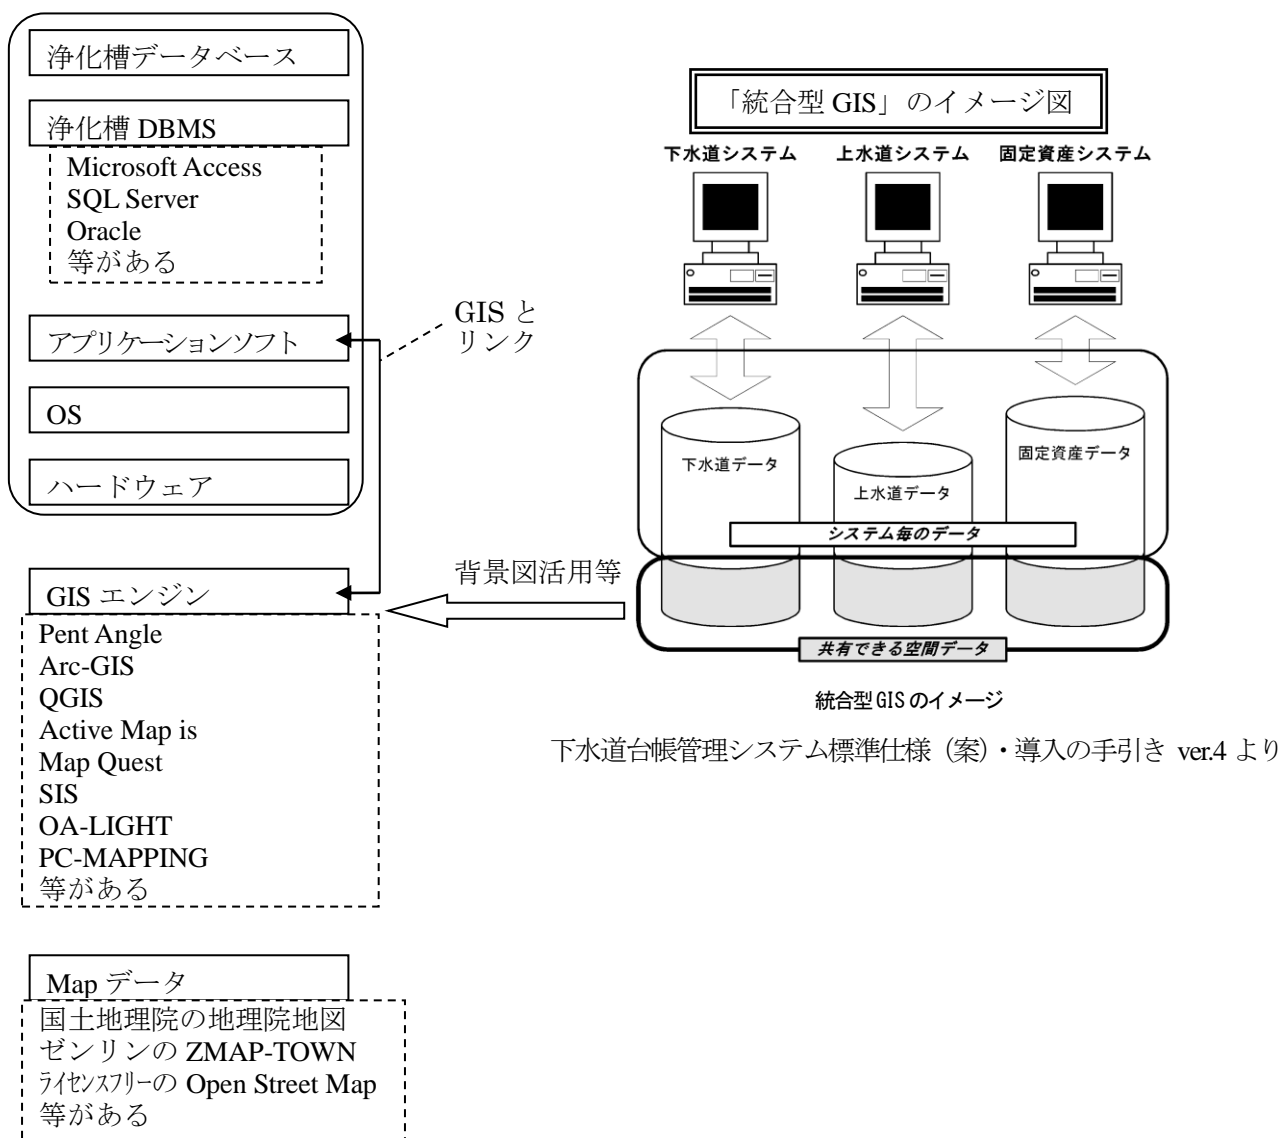 浄化槽データベース
浄化槽 DBMS
Microsoft Access
SQL Server
Oracle
等がある
アプリケーションソフト
OS
ハードウェア
GIS と
リンク
GIS エンジン
Pent Angle
Arc-GIS
QGIS
Active Map is
Map Quest
SIS
OA-LIGHT
PC-MAPPING
等がある
Map データ
国土地理院の地理院地図
ゼンリンの ZMAP-TOWN
ライセンスフリーの Open Street Map
等がある
背景図活用等
「統合型 GIS」のイメージ図
下水道システム 上水道システム 固定資産システム
下水道データ
上水道データ
固定資産データ
システム毎のデータ
共有できる空間データ
統合型 GIS のイメージ
下水道台帳管理システム標準仕様（案）・導入の手引き ver.4 より